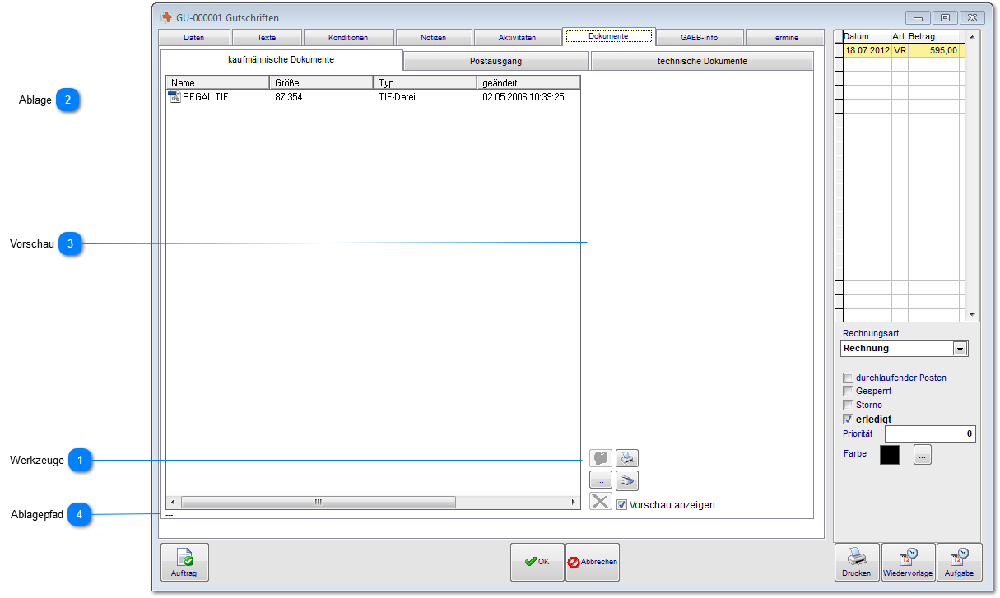 GU-000001 Gutschriften
Daten Texte Konditionen Notizen Aktivitäten Dokumente GAEB-Info Termine
kaufmännische Dokumente Postausgang technische Dokumente
Name Größe Typ geändert
REGAL.TIF 87.354 TIF-Datei 02.05.2006 10:39:25
Ablage 2
Vorschau 3
Werkzeuge 1
Ablagepfad 4
...
Vorschau anzeigen
---
Datum Art Betrag
18.07.2012 VR 595,00
Rechnungsart
Rechnung
durchlaufender Posten
Gesperrt
Storno
erledigt
Priorität 0
Farbe ...
Auftrag OK Abbrechen Drucken Wiedervorlage Aufgabe